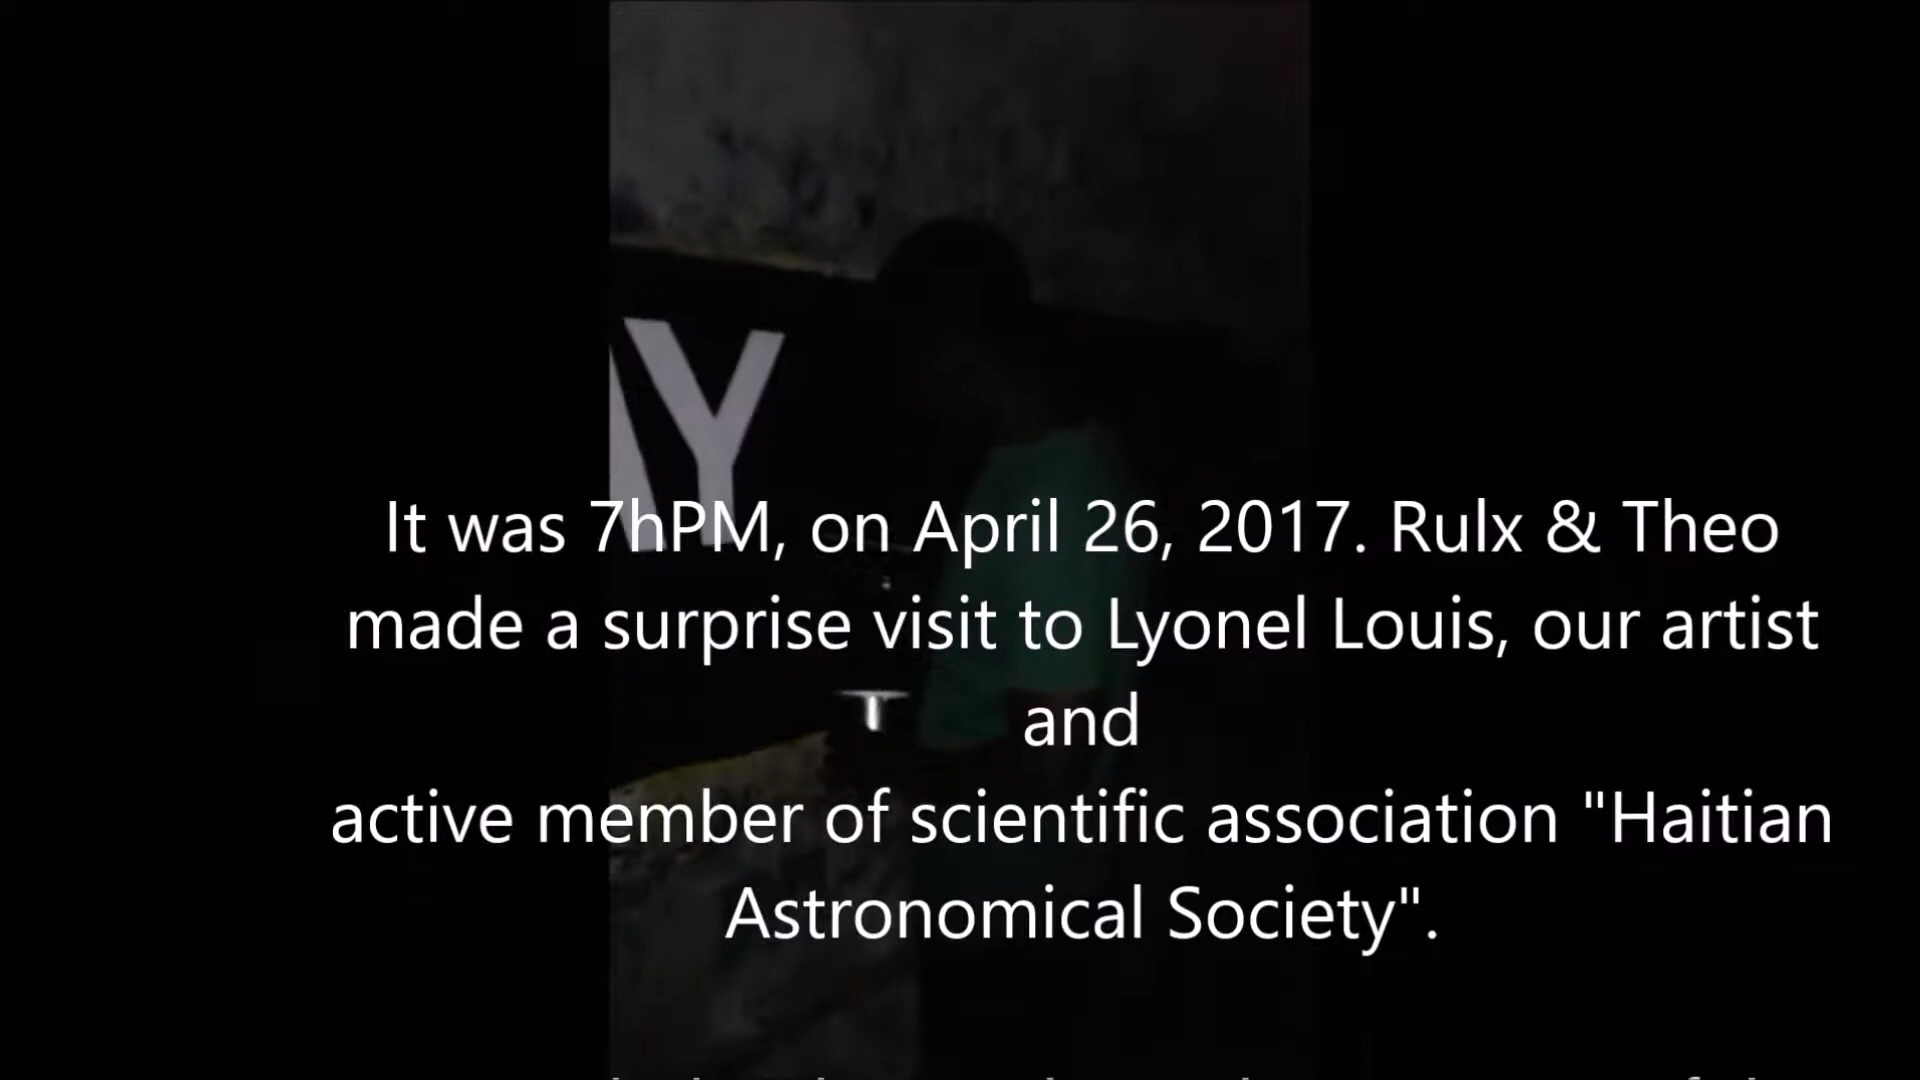 AY
It was 7hPM, on April 26, 2017. Rulx & Theo
made a surprise visit to Lyonel Louis, our artist
and
active member of scientific association "Haitian
Astronomical Society".